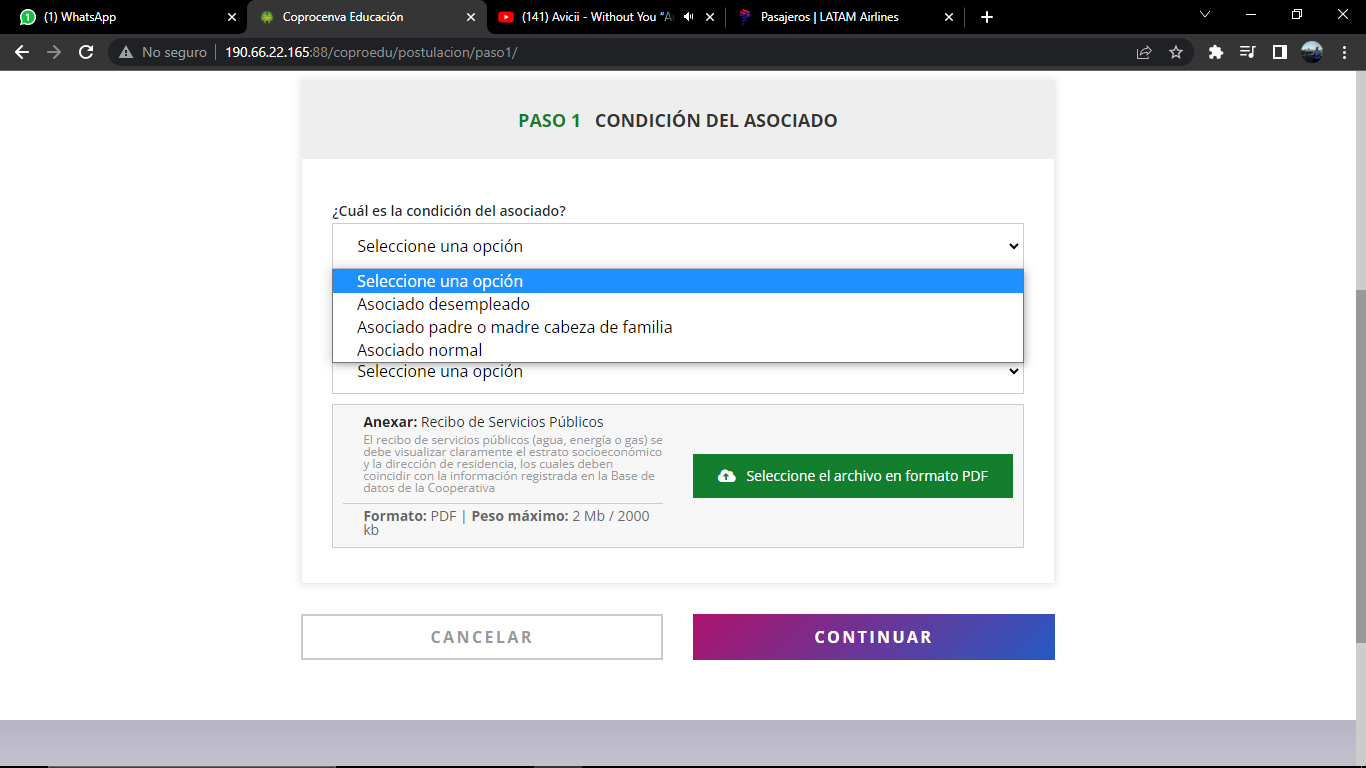 (1) WhatsApp
Coprocenva Educación
(141) Avicii - Without You “A
Pasajeros | LATAM Airlines
No seguro
190.66.22.165:88/coproedu/postulacion/paso1/
PASO 1 CONDICIÓN DEL ASOCIADO
¿Cuál es la condición del asociado?
Seleccione una opción
Seleccione una opción
Asociado desempleado
Asociado padre o madre cabeza de familia
Asociado normal
Seleccione una opción
Anexar: Recibo de Servicios Públicos
El recibo de servicios públicos (agua, energía o gas) se
debe visualizar claramente el estrato socioeconómico
y la dirección de residencia, los cuales deben
coincidir con la información registrada en la Base de
datos de la Cooperativa
Formato: PDF | Peso máximo: 2 Mb / 2000
kb
Seleccione el archivo en formato PDF
CANCELAR
CONTINUAR